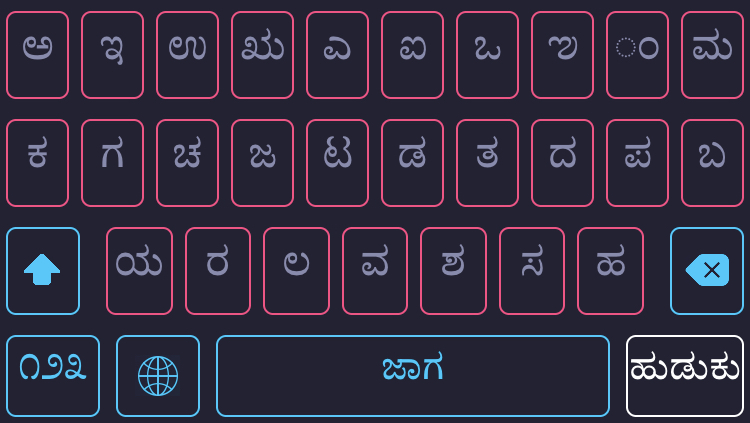 ಅ ಇ ಉ ಋ ಎ ಐ ಒ ಞ ಂ ಮ
ಕ ಗ ಚ ಜ ಟ ಡ ತ ದ ಪ ಬ
ಯ ರ ಲ ವ ಶ ಸ ಹ
೧೨೩ ಜಾಗ ಹುಡುಕು